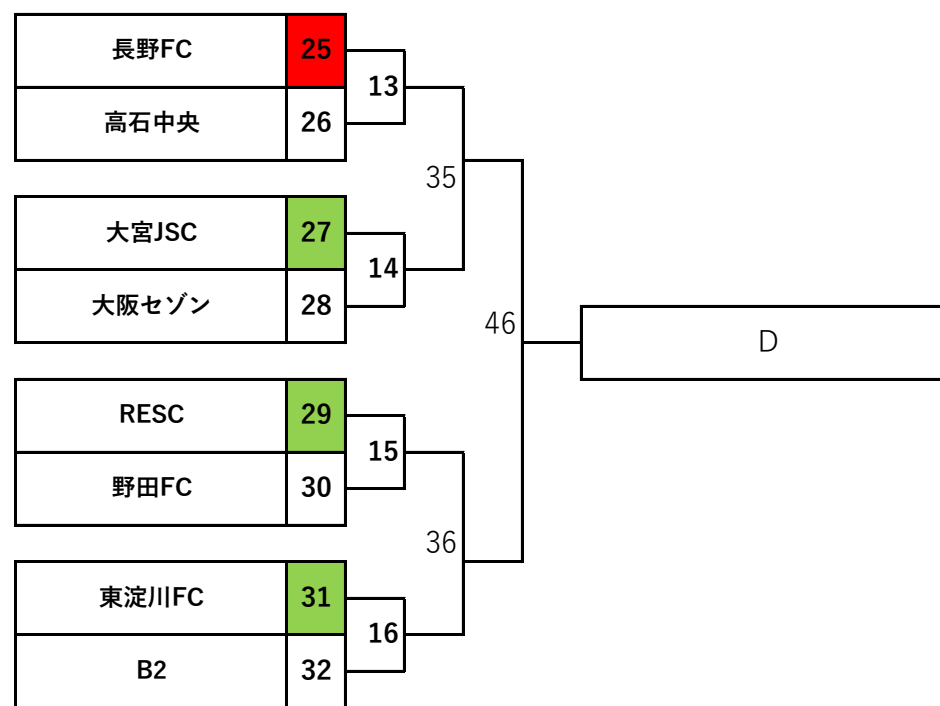 長野FC 25
13
高石中央 26
35
大宮JSC 27
14
大阪セゾン 28
46
D
RESC 29
15
野田FC 30
36
東淀川FC 31
16
B2 32